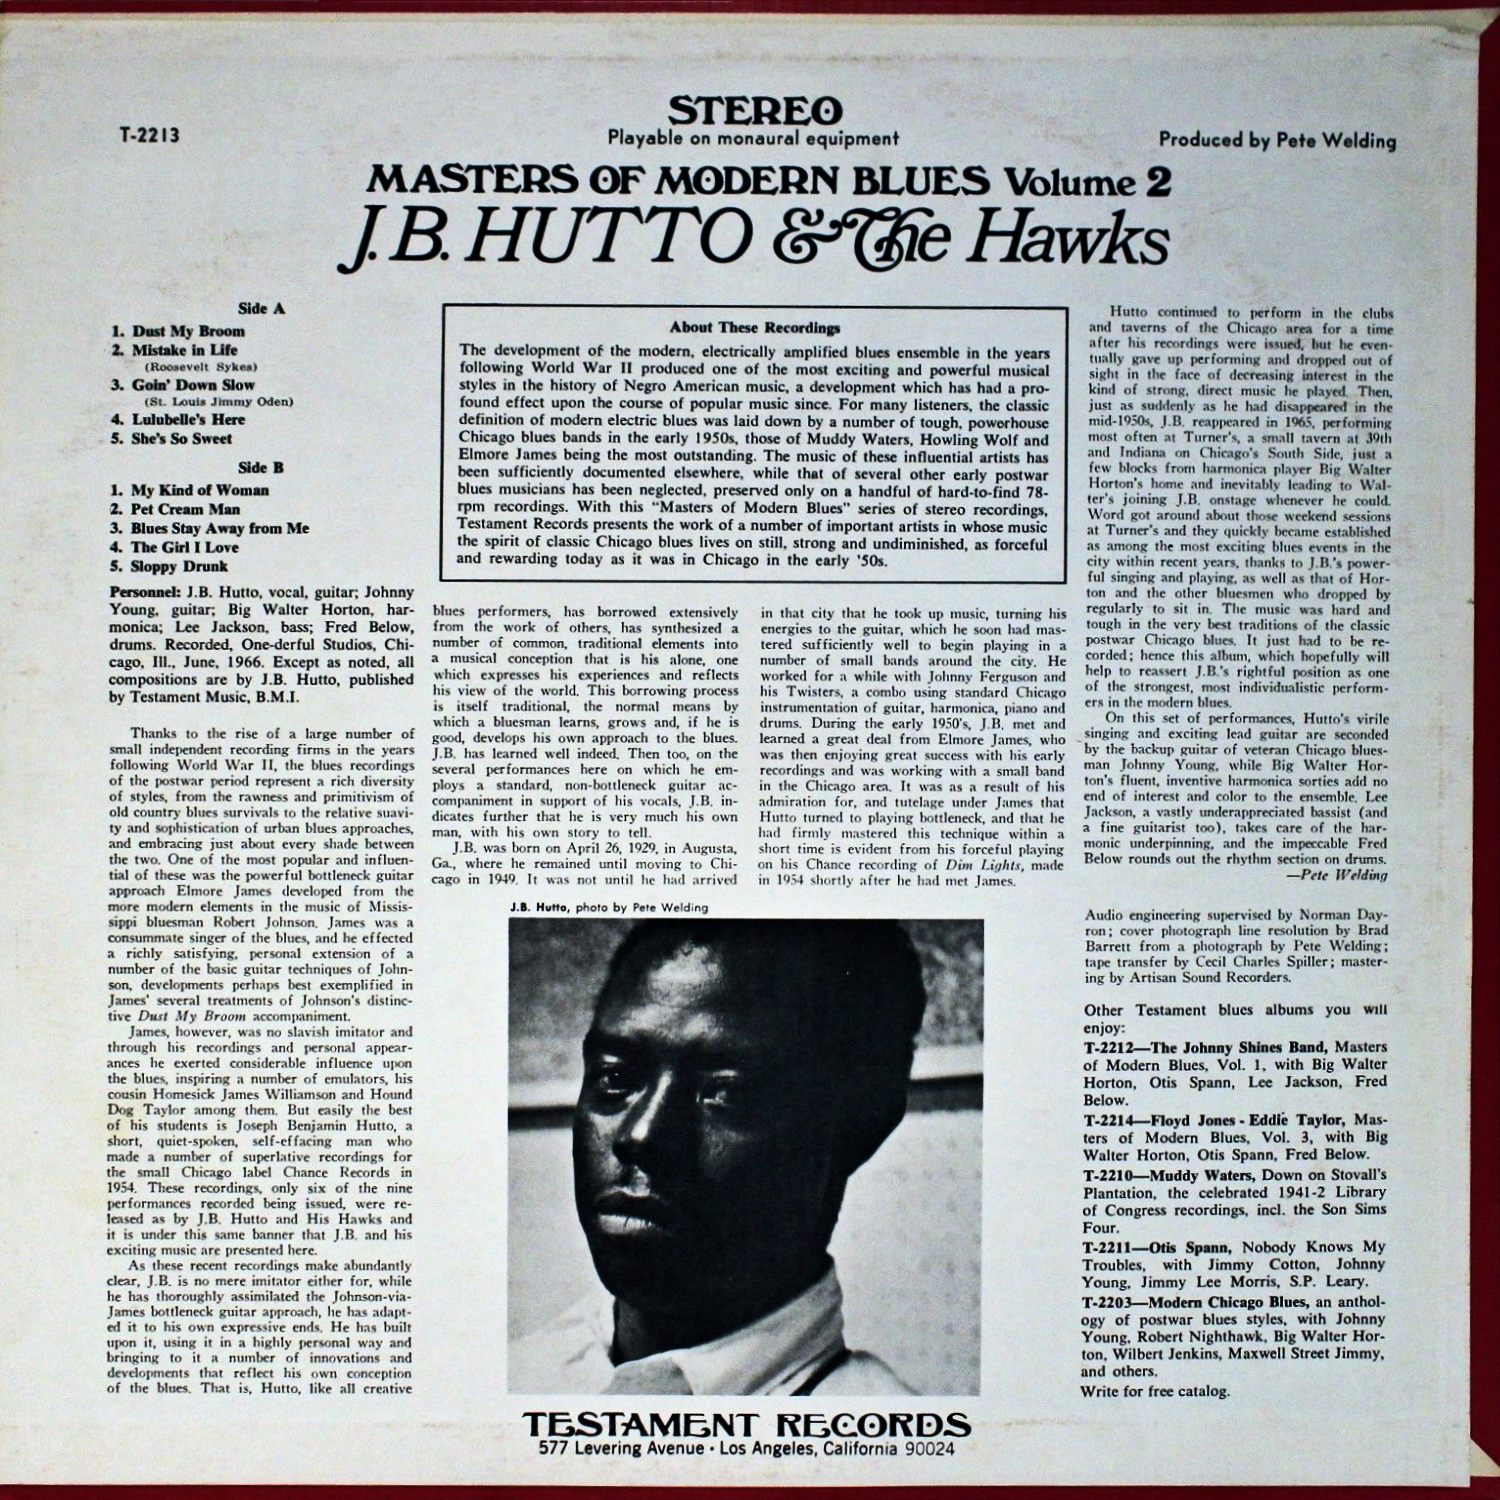 STEREO
Playable on monaural equipment
T-2213
Produced by Pete Welding
MASTERS OF MODERN BLUES Volume 2
J.B. HUTTO & The Hawks
Side A
1. Dust My Broom
2. Mistake in Life
(Roosevelt Sykes)
3. Goin' Down Slow
(St. Louis Jimmy Oden)
4. Lulubelle's Here
5. She's So Sweet
Side B
1. My Kind of Woman
2. Pet Cream Man
3. Blues Stay Away from Me
4. The Girl I Love
5. Sloppy Drunk
Personnel: J.B. Hutto, vocal, guitar; Johnny
Young, guitar; Big Walter Horton, har-
monica; Lee Jackson, bass; Fred Below,
drums. Recorded, One-derful Studios, Chi-
cago, Ill., June, 1966. Except as noted, all
compositions are by J.B. Hutto, published
by Testament Music, B.M.I.
Thanks to the rise of a large number of
small independent recording firms in the years
following World War II, the blues recordings
of the postwar period represent a rich diversity
of styles, from the rawness and primitivism of
old country blues survivals to the relative suavi-
ty and sophistication of urban blues approaches,
and embracing just about every shade between
the two. One of the most popular and influen-
tial of these was the powerful bottleneck guitar
approach Elmore James developed from the
more modern elements in the music of Missis-
sippi bluesman Robert Johnson. James was a
consummate singer of the blues, and he effected
a richly satisfying, personal extension of a
number of the basic guitar techniques of John-
son, developments perhaps best exemplified in
James' several treatments of Johnson's distinc-
tive Dust My Broom accompaniment.
James, however, was no slavish imitator and
through his recordings and personal appear-
ances he exerted considerable influence upon
the blues, inspiring a number of emulators, his
cousin Homesick James Williamson and Hound
Dog Taylor among them. But easily the best
of his students is Joseph Benjamin Hutto, a
short, quiet-spoken, self-effacing man who
made a number of superlative recordings for
the small Chicago label Chance Records in
1954. These recordings, only six of the nine
performances recorded being issued, were re-
leased as by J.B. Hutto and His Hawks and
it is under this same banner that J.B. and his
exciting music are presented here.
As these recent recordings make abundantly
clear, J.B. is no mere imitator either for, while
he has thoroughly assimilated the Johnson-via-
James bottleneck guitar approach, he has adapt-
ed it to his own expressive ends. He has built
upon it, using it in a highly personal way and
bringing to it a number of innovations and
developments that reflect his own conception
of the blues. That is, Hutto, like all creative
About These Recordings
The development of the modern, electrically amplified blues ensemble in the years
following World War II produced one of the most exciting and powerful musical
styles in the history of Negro American music, a development which has had a pro-
found effect upon the course of popular music since. For many listeners, the classic
definition of modern electric blues was laid down by a number of tough, powerhouse
Chicago blues bands in the early 1950s, those of Muddy Waters, Howling Wolf and
Elmore James being the most outstanding. The music of these influential artists has
been sufficiently documented elsewhere, while that of several other early postwar
blues musicians has been neglected, preserved only on a handful of hard-to-find 78-
rpm recordings. With this "Masters of Modern Blues" series of stereo recordings,
Testament Records presents the work of a number of important artists in whose music
the spirit of classic Chicago blues lives on still, strong and undiminished, as forceful
and rewarding today as it was in Chicago in the early '50s.
blues performers, has borrowed extensively
from the work of others, has synthesized a
number of common, traditional elements into
a musical conception that is his alone, one
which expresses his experiences and reflects
his view of the world. This borrowing process
is itself traditional, the normal means by
which a bluesman learns, grows and, if he is
good, develops his own approach to the blues.
J.B. has learned well indeed. Then too, on the
several performances here on which he em-
ploys a standard, non-bottleneck guitar ac-
companiment in support of his vocals, J.B. in-
dicates further that he is very much his own
man, with his own story to tell.
J.B. was born on April 26, 1929, in Augusta,
Ga., where he remained until moving to Chi-
cago in 1949. It was not until he had arrived
in that city that he took up music, turning his
energies to the guitar, which he soon had mas-
tered sufficiently well to begin playing in a
number of small bands around the city. He
worked for a while with Johnny Ferguson and
his Twisters, a combo using standard Chicago
instrumentation of guitar, harmonica, piano and
drums. During the early 1950's, J.B. met and
learned a great deal from Elmore James, who
was then enjoying great success with his early
recordings and was working with a small band
in the Chicago area. It was as a result of his
admiration for, and tutelage under James that
Hutto turned to playing bottleneck, and that he
had firmly mastered this technique within a
short time is evident from his forceful playing
on his Chance recording of Dim Lights, made
in 1954 shortly after he had met James.
J.B. Hutto, photo by Pete Welding
Hutto continued to perform in the clubs
and taverns of the Chicago area for a time
after his recordings were issued, but he even-
tually gave up performing and dropped out of
sight in the face of decreasing interest in the
kind of strong, direct music he played. Then,
just as suddenly as he had disappeared in the
mid-1950s, J.B. reappeared in 1965, performing
most often at Turner's, a small tavern at 39th
and Indiana on Chicago's South Side, just a
few blocks from harmonica player Big Walter
Horton's home and inevitably leading to Wal-
ter's joining J.B. onstage whenever he could.
Word got around about those weekend sessions
at Turner's and they quickly became established
as among the most exciting blues events in the
city within recent years, thanks to J.B.'s power-
ful singing and playing, as well as that of Hor-
ton and the other bluesmen who dropped by
regularly to sit in. The music was hard and
tough in the very best traditions of the classic
postwar Chicago blues. It just had to be re-
corded; hence this album, which hopefully will
help to reassert J.B.'s rightful position as one
of the strongest, most individualistic perform-
ers in the modern blues.
On this set of performances, Hutto's virile
singing and exciting lead guitar are seconded
by the backup guitar of veteran Chicago blues-
man Johnny Young, while Big Walter Hor-
ton's fluent, inventive harmonica sorties add no
end of interest and color to the ensemble. Lee
Jackson, a vastly underappreciated bassist (and
a fine guitarist too), takes care of the har-
monic underpinning, and the impeccable Fred
Below rounds out the rhythm section on drums.
—Pete Welding
Audio engineering supervised by Norman Day-
ron; cover photograph line resolution by Brad
Barrett from a photograph by Pete Welding;
tape transfer by Cecil Charles Spiller; master-
ing by Artisan Sound Recorders.
Other Testament blues albums you will
enjoy:
T-2212—The Johnny Shines Band, Masters
of Modern Blues, Vol. 1, with Big Walter
Horton, Otis Spann, Lee Jackson, Fred
Below.
T-2214—Floyd Jones - Eddie Taylor, Mas-
ters of Modern Blues, Vol. 3, with Big
Walter Horton, Otis Spann, Fred Below.
T-2210—Muddy Waters, Down on Stovall's
Plantation, the celebrated 1941-2 Library
of Congress recordings, incl. the Son Sims
Four.
T-2211—Otis Spann, Nobody Knows My
Troubles, with Jimmy Cotton, Johnny
Young, Jimmy Lee Morris, S.P. Leary.
T-2203—Modern Chicago Blues, an anthol-
ogy of postwar blues styles, with Johnny
Young, Robert Nighthawk, Big Walter Hor-
ton, Wilbert Jenkins, Maxwell Street Jimmy,
and others.
Write for free catalog.
TESTAMENT RECORDS
577 Levering Avenue • Los Angeles, California 90024